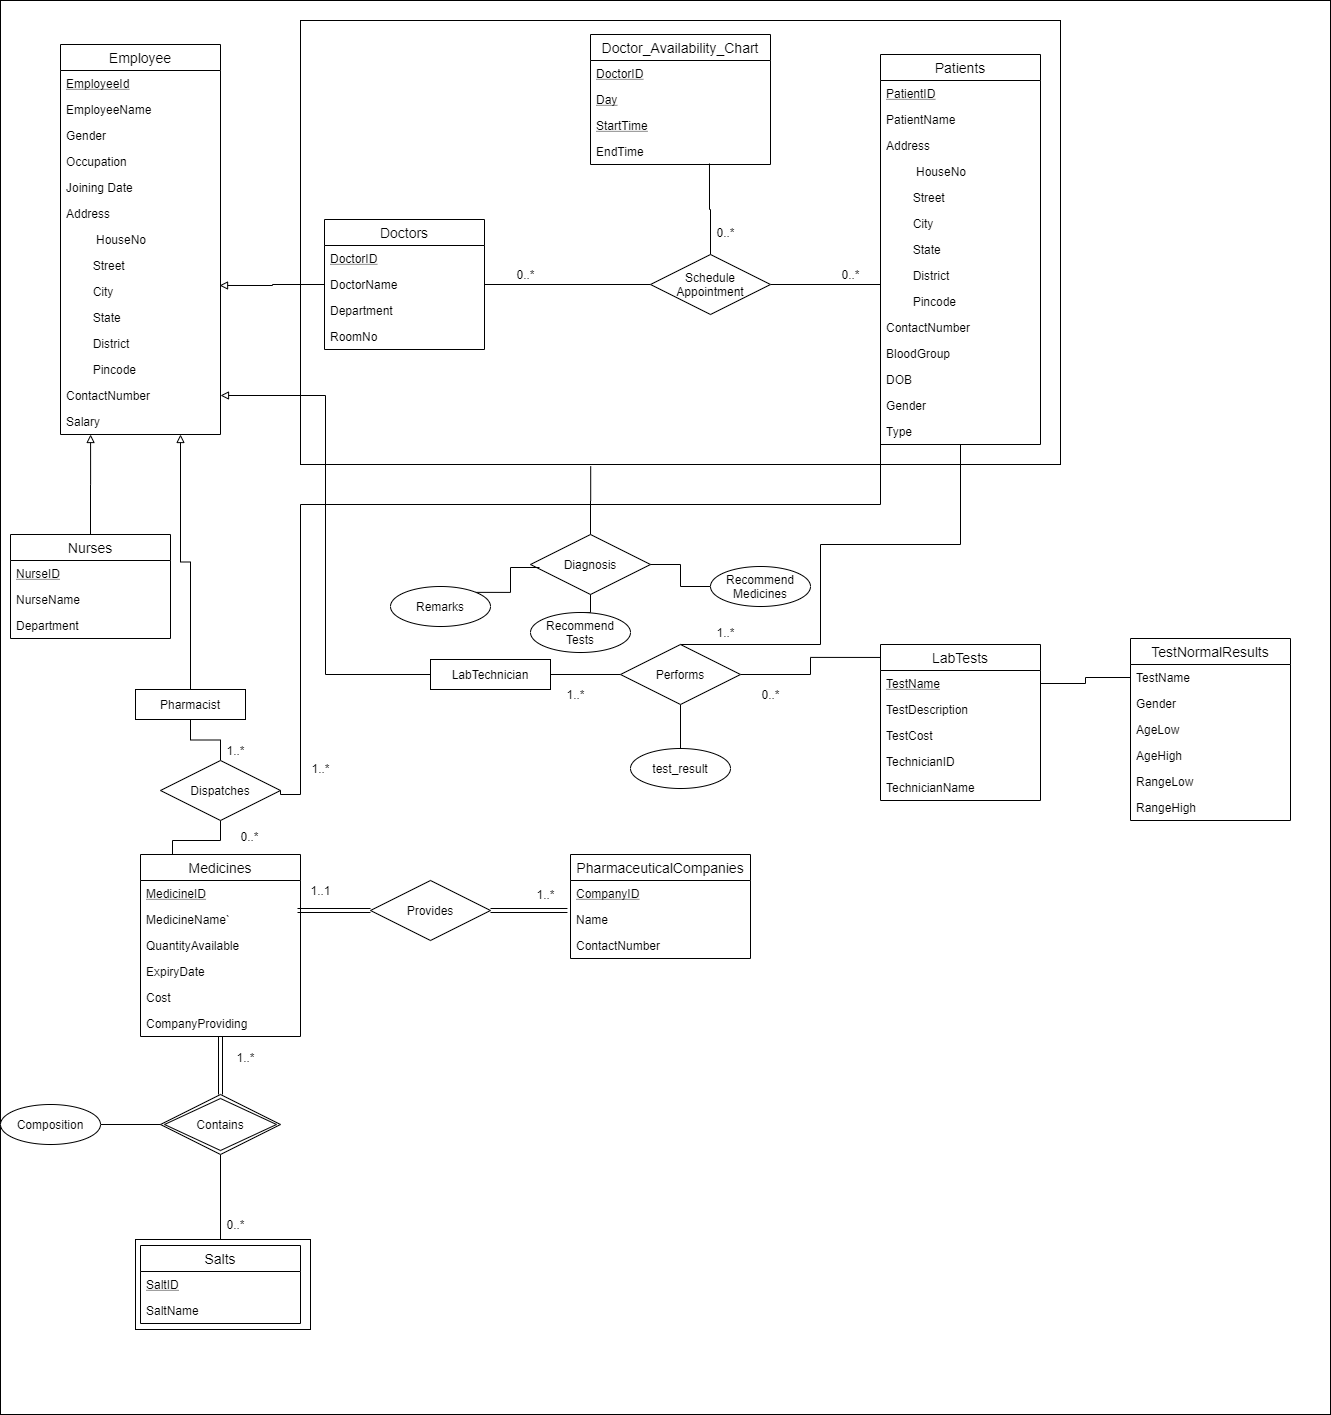 Employee
EmployeeId
EmployeeName
Gender
Occupation
Joining Date
Address
HouseNo
Street
City
State
District
Pincode
ContactNumber
Salary
Doctor_Availability_Chart
DoctorID
Day
StartTime
EndTime
Patients
PatientID
PatientName
Address
HouseNo
Street
City
State
District
Pincode
ContactNumber
BloodGroup
DOB
Gender
Type
Doctors
DoctorID
DoctorName
Department
RoomNo
0..*
0..*
0..*
Schedule
Appointment
Nurses
NurseID
NurseName
Department
Diagnosis
Remarks
Recommend
Tests
Recommend
Medicines
1..*
LabTechnician
1..*
Performs
0..*
test_result
LabTests
TestName
TestDescription
TestCost
TechnicianID
TechnicianName
TestNormalResults
TestName
Gender
AgeLow
AgeHigh
RangeLow
RangeHigh
Pharmacist
1..*
1..*
Dispatches
0..*
Medicines
MedicineID
MedicineName`
QuantityAvailable
ExpiryDate
Cost
CompanyProviding
1..1
Provides
1..*
PharmaceuticalCompanies
CompanyID
Name
ContactNumber
1..*
Composition
Contains
0..*
Salts
SaltID
SaltName